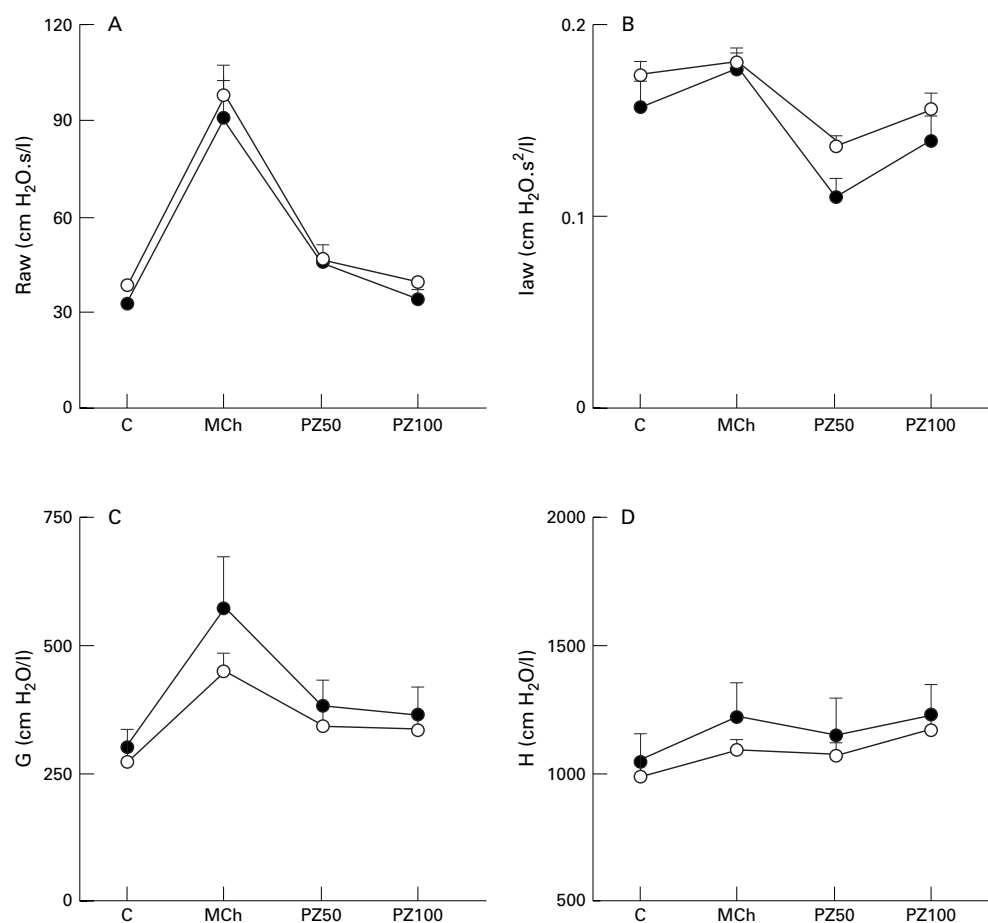 A
Raw (cm H₂O.s/l)
120
90
60
30
0
C MCh PZ50 PZ100
B
Iaw (cm H₂O.s²/l)
0.2
0.1
0
C MCh PZ50 PZ100
C
G (cm H₂O/l)
750
500
250
0
C MCh PZ50 PZ100
D
H (cm H₂O/l)
2000
1500
1000
500
C MCh PZ50 PZ100